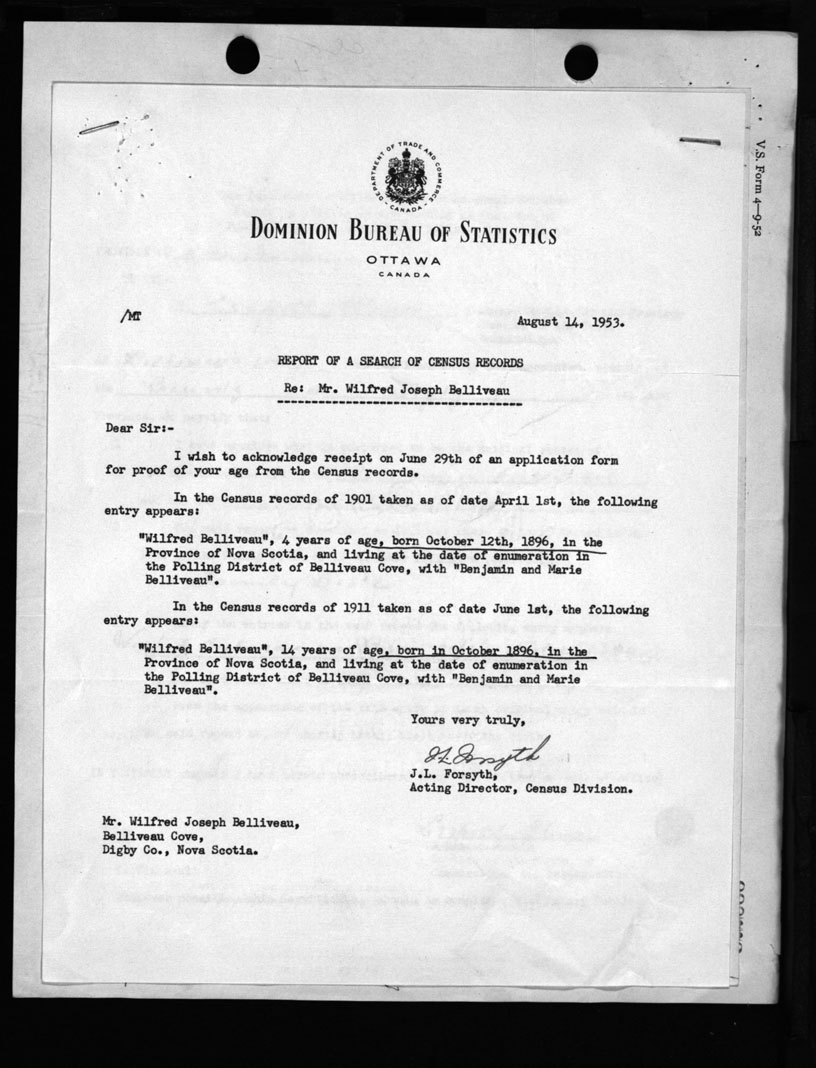 DEPARTMENT OF TRADE AND COMMERCE
CANADA
DOMINION BUREAU OF STATISTICS
OTTAWA
CANADA
V.S. Form 4—9-52
/MT
August 14, 1953.
REPORT OF A SEARCH OF CENSUS RECORDS
Re: Mr. Wilfred Joseph Belliveau
Dear Sir:-
I wish to acknowledge receipt on June 29th of an application form
for proof of your age from the Census records.
In the Census records of 1901 taken as of date April 1st, the following
entry appears:
"Wilfred Belliveau", 4 years of age, born October 12th, 1896, in the
Province of Nova Scotia, and living at the date of enumeration in
the Polling District of Belliveau Cove, with "Benjamin and Marie
Belliveau".
In the Census records of 1911 taken as of date June 1st, the following
entry appears:
"Wilfred Belliveau", 14 years of age, born in October 1896, in the
Province of Nova Scotia, and living at the date of enumeration in
the Polling District of Belliveau Cove, with "Benjamin and Marie
Belliveau".
Yours very truly,
J.L. Forsyth
J.L. Forsyth,
Acting Director, Census Division.
Mr. Wilfred Joseph Belliveau,
Belliveau Cove,
Digby Co., Nova Scotia.